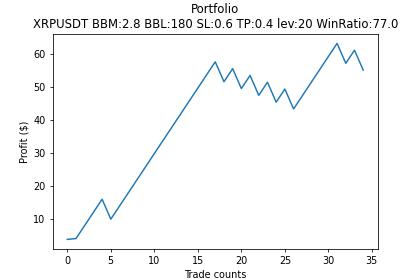 Portfolio
XRPUSDT BBM:2.8 BBL:180 SL:0.6 TP:0.4 lev:20 WinRatio:77.0
Profit ($)
60
50
40
30
20
10
0 5 10 15 20 25 30 35
Trade counts